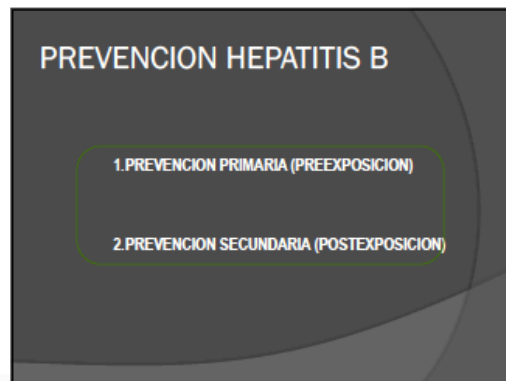 PREVENCION HEPATITIS B
1.PREVENCION PRIMARIA (PREEXPOSICION)
2.PREVENCION SECUNDARIA (POSTEXPOSICION)